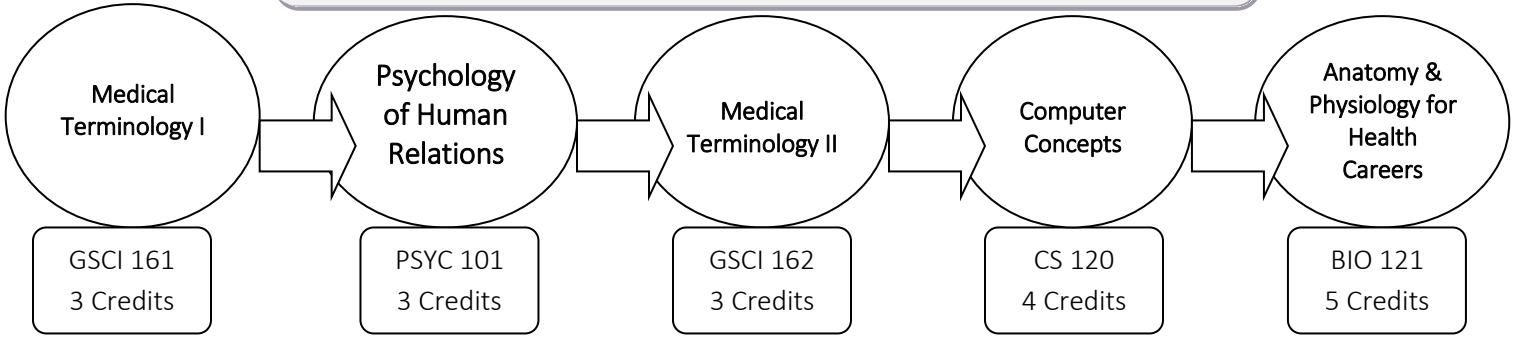 Medical
Terminology I
Psychology
of Human
Relations
Medical
Terminology II
Computer
Concepts
Anatomy &
Physiology for
Health
Careers
GSCI 161
3 Credits
PSYC 101
3 Credits
GSCI 162
3 Credits
CS 120
4 Credits
BIO 121
5 Credits